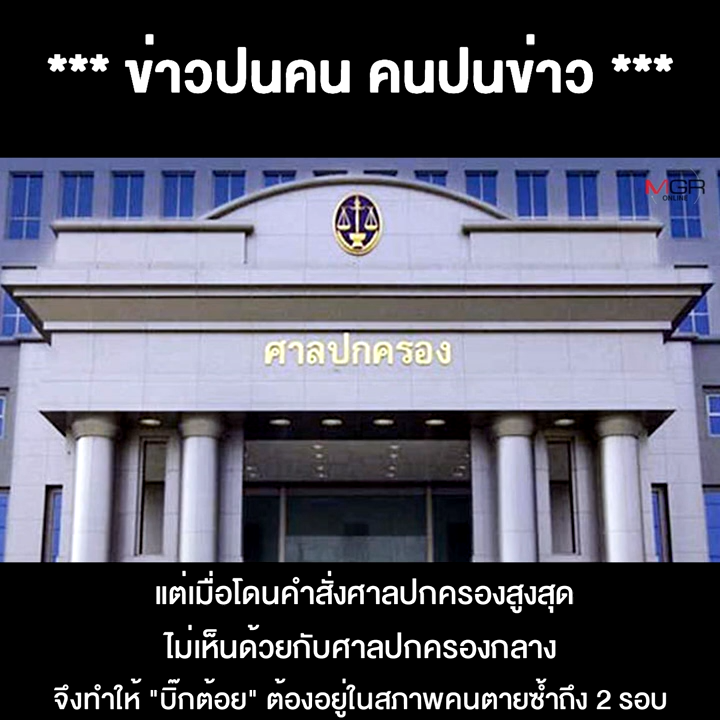 *** ข่าวปนคน คนปนข่าว ***
MGR
ONLINE
ศาลปกครอง
แต่เมื่อโดนคำสั่งศาลปกครองสูงสุด
ไม่เห็นด้วยกับศาลปกครองกลาง
จึงทำให้ "บิ๊กต้อย" ต้องอยู่ในสภาพคนตายซ้ำถึง 2 รอบ